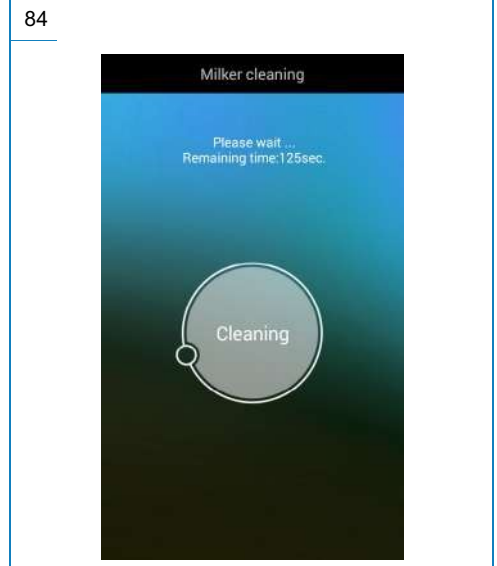 84
Milker cleaning
Please wait ...
Remaining time:125sec.
Cleaning